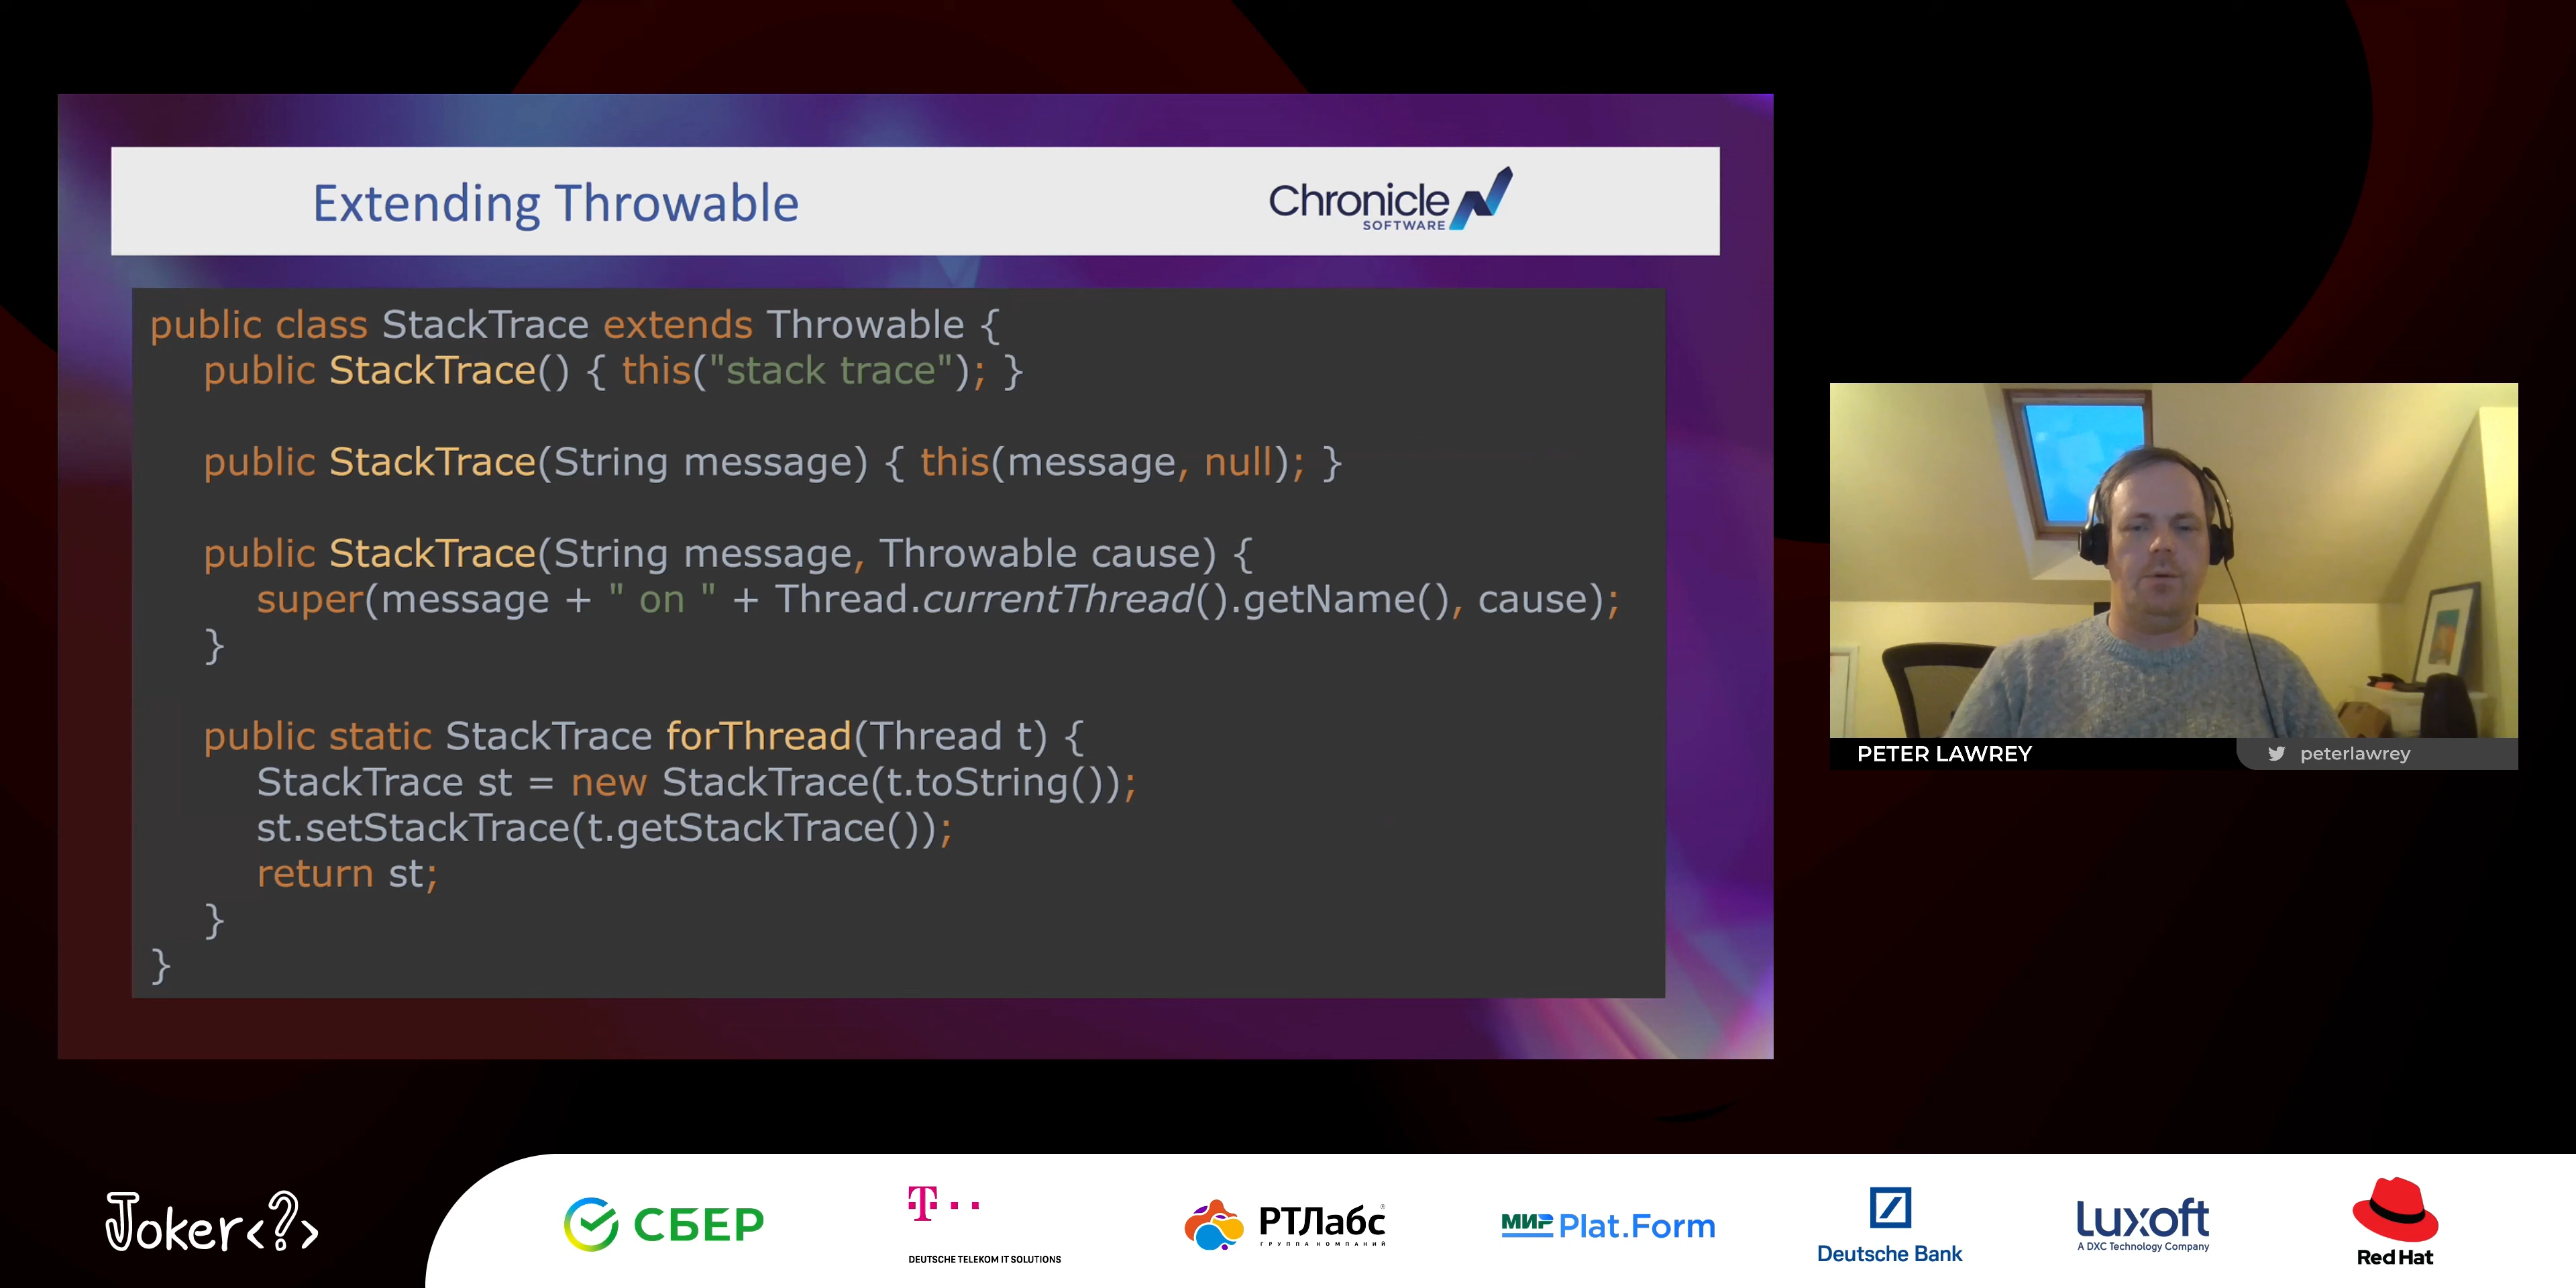 Extending Throwable
Chronicle
SOFTWARE
public class StackTrace extends Throwable {
public StackTrace() { this("stack trace"); }
public StackTrace(String message) { this(message, null); }
public StackTrace(String message, Throwable cause) {
super(message + " on " + Thread.currentThread().getName(), cause);
}
public static StackTrace forThread(Thread t) {
StackTrace st = new StackTrace(t.toString());
st.setStackTrace(t.getStackTrace());
return st;
}
}
PETER LAWREY
peterlawrey
Joker<?>
СБЕР
T
DEUTSCHE TELEKOM IT SOLUTIONS
РТЛабс
ГРУППА КОМПАНИЙ
МИР Plat.Form
Deutsche Bank
Luxoft
A DXC Technology Company
Red Hat